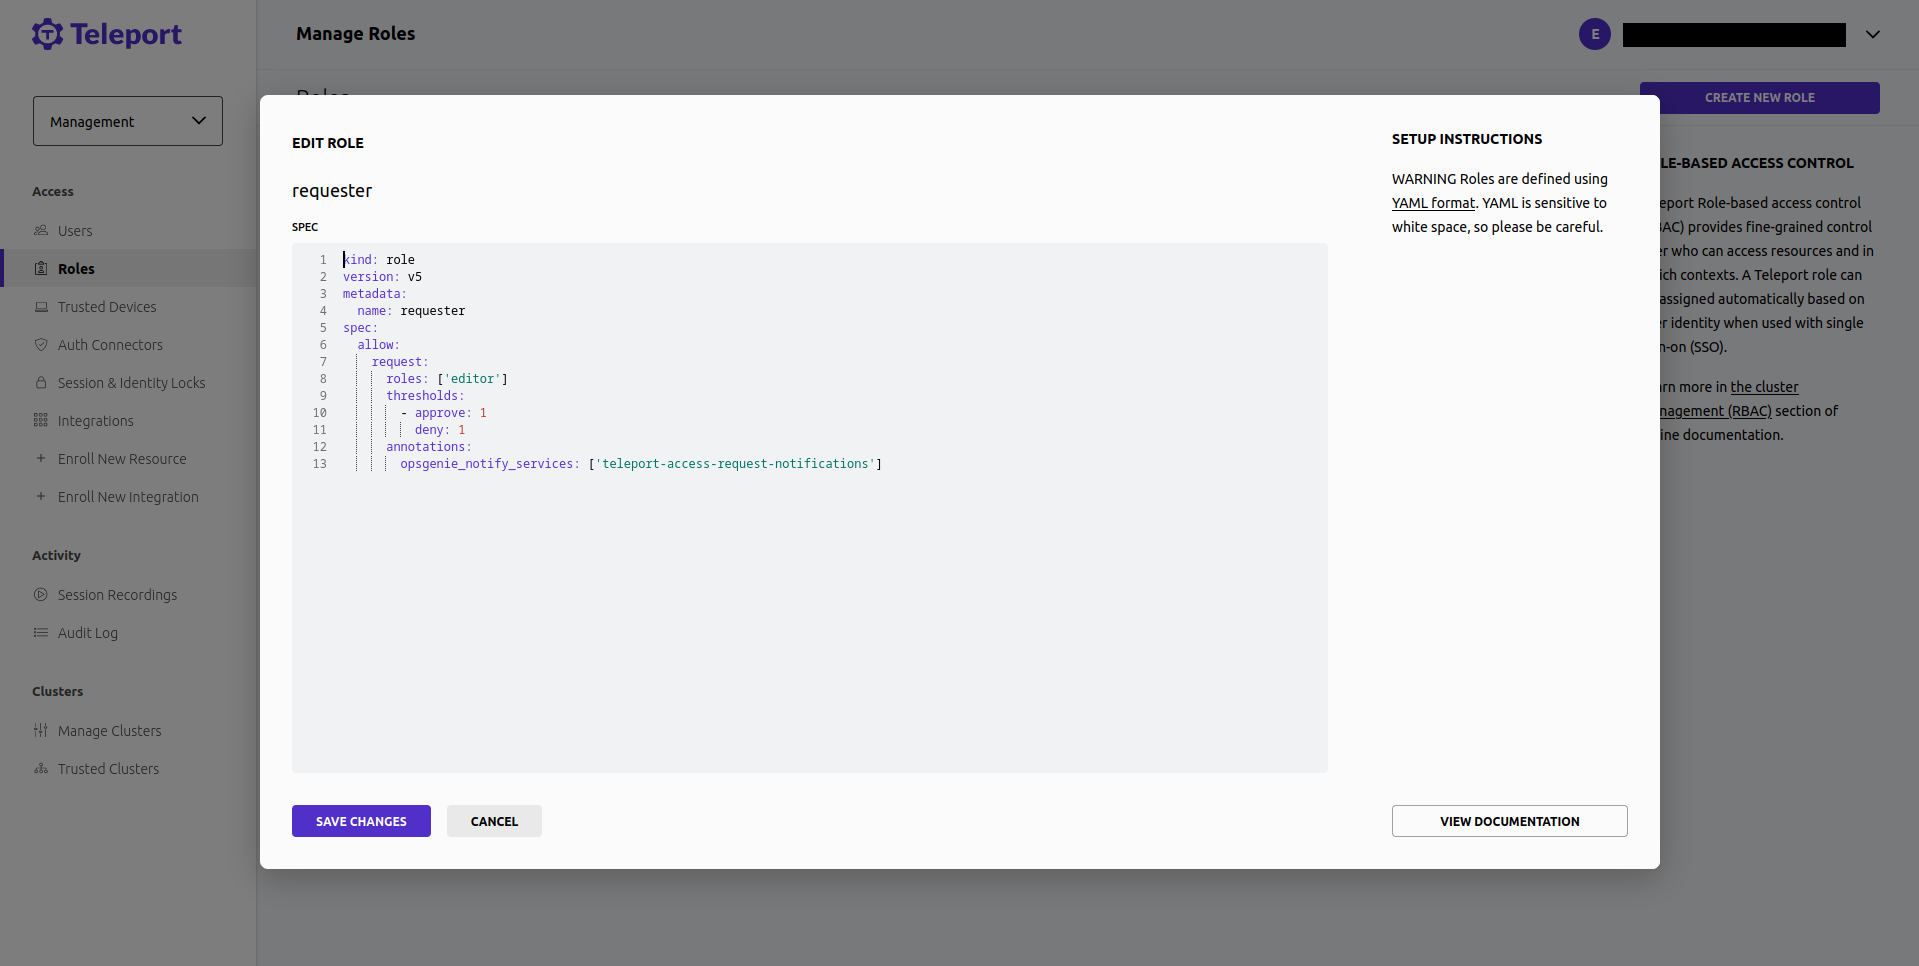 Teleport
Manage Roles
E
Management
CREATE NEW ROLE
Access
Users
Roles
Trusted Devices
Auth Connectors
Session & Identity Locks
Integrations
+ Enroll New Resource
+ Enroll New Integration
Activity
Session Recordings
Audit Log
Clusters
Manage Clusters
Trusted Clusters
EDIT ROLE
requester
SPEC
1 kind: role
2 version: v5
3 metadata:
4   name: requester
5 spec:
6   allow:
7     request:
8       roles: ['editor']
9       thresholds:
10         - approve: 1
11           deny: 1
12       annotations:
13         opsgenie_notify_services: ['teleport-access-request-notifications']
SAVE CHANGES
CANCEL
SETUP INSTRUCTIONS
WARNING Roles are defined using
YAML format. YAML is sensitive to
white space, so please be careful.
VIEW DOCUMENTATION
LE-BASED ACCESS CONTROL
eport Role-based access control
AC) provides fine-grained control
er who can access resources and in
ich contexts. A Teleport role can
assigned automatically based on
r identity when used with single
n-on (SSO).
rn more in the cluster
nagement (RBAC) section of
ine documentation.